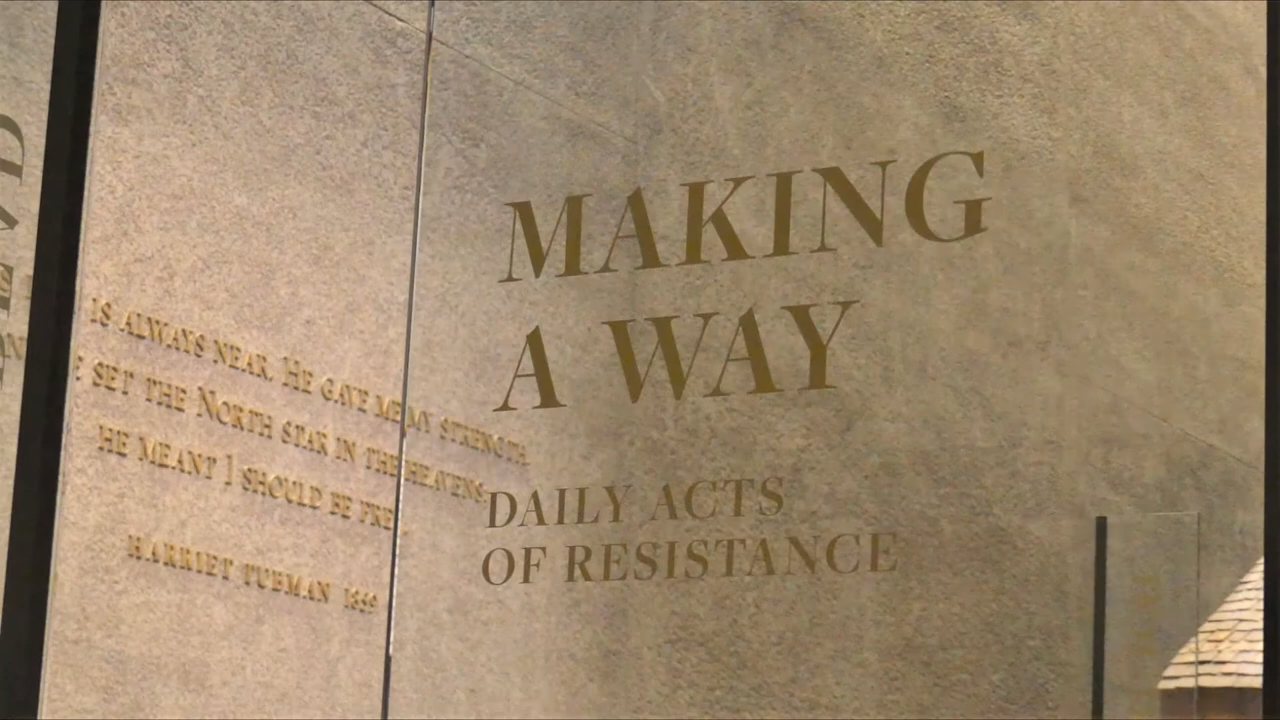 IS ALWAYS NEAR. HE GAVE ME MY STRENGTH,
SET THE NORTH STAR IN THE HEAVENS;
HE MEANT I SHOULD BE FREE.
HARRIET TUBMAN 1869
MAKING
A WAY
DAILY ACTS
OF RESISTANCE